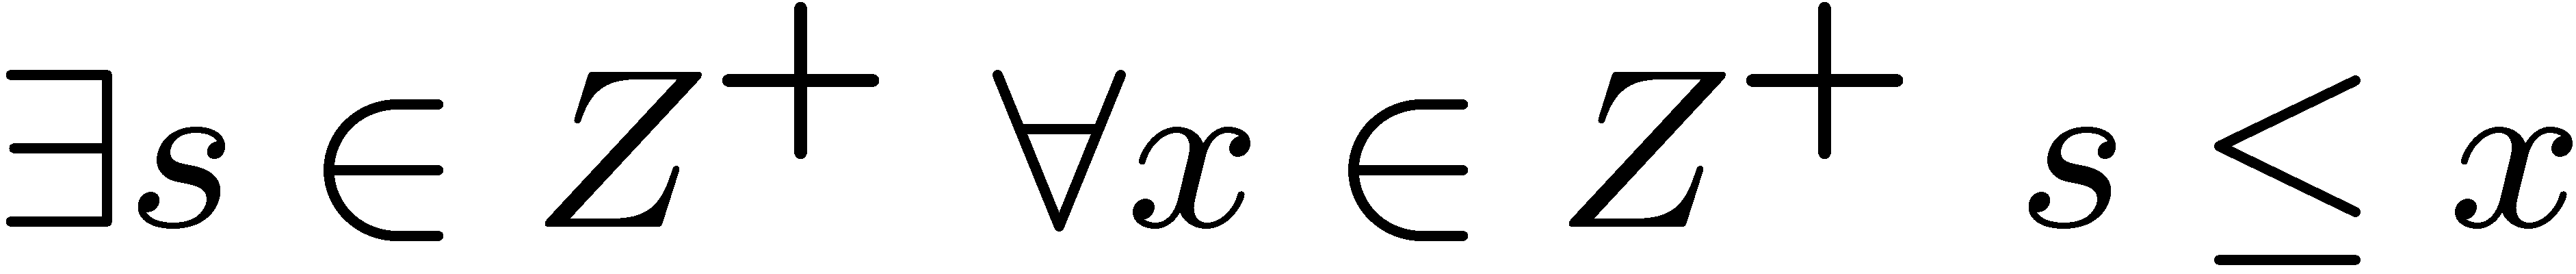 ∃s ∈ Z⁺ ∀x ∈ Z⁺ s ≤ x